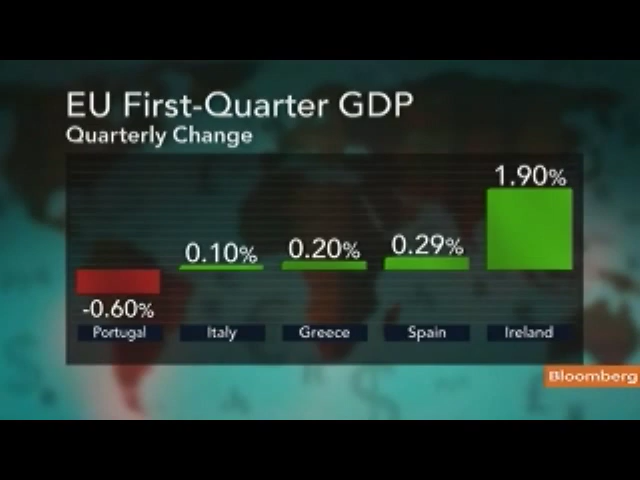 EU First-Quarter GDP
Quarterly Change
-0.60%
0.10%
0.20%
0.29%
1.90%
Portugal
Italy
Greece
Spain
Ireland
Bloomberg